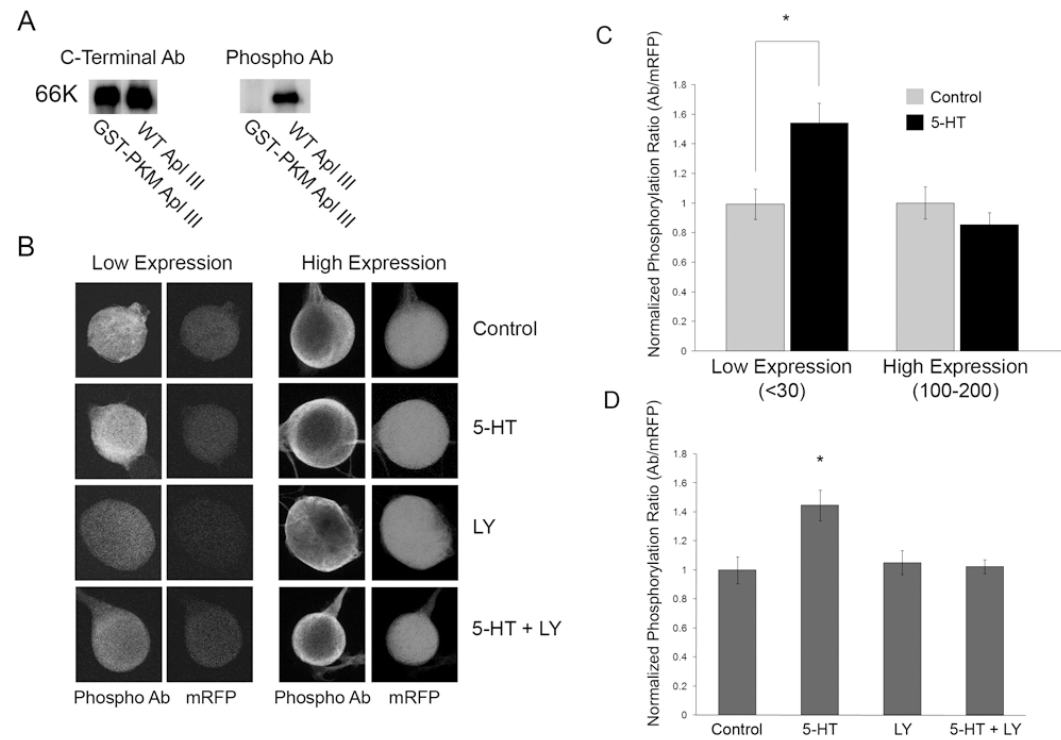 A
C-Terminal Ab
Phospho Ab
66K
GST-PKM Apl III
WT Apl III
GST-PKM Apl III
WT Apl III
B
Low Expression
High Expression
Control
5-HT
LY
5-HT + LY
Phospho Ab
mRFP
Phospho Ab
mRFP
C
*
Normalized Phosphorylation Ratio (Ab/mRFP)
2
1.8
1.6
1.4
1.2
1
0.8
0.6
0.4
0.2
0
Control
5-HT
Low Expression
(<30)
High Expression
(100-200)
D
Normalized Phosphorylation Ratio (Ab/mRFP)
1.8
1.6
1.4
1.2
1
0.8
0.6
0.4
0.2
0
*
Control
5-HT
LY
5-HT + LY